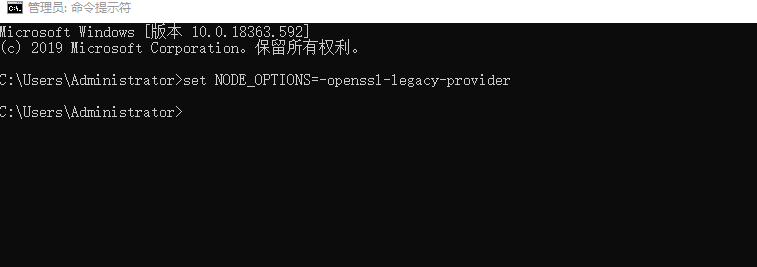 管理员: 命令提示符
Microsoft Windows [版本 10.0.18363.592]
(c) 2019 Microsoft Corporation。保留所有权利。
C:\Users\Administrator>set NODE_OPTIONS=-openssl-legacy-provider
C:\Users\Administrator>